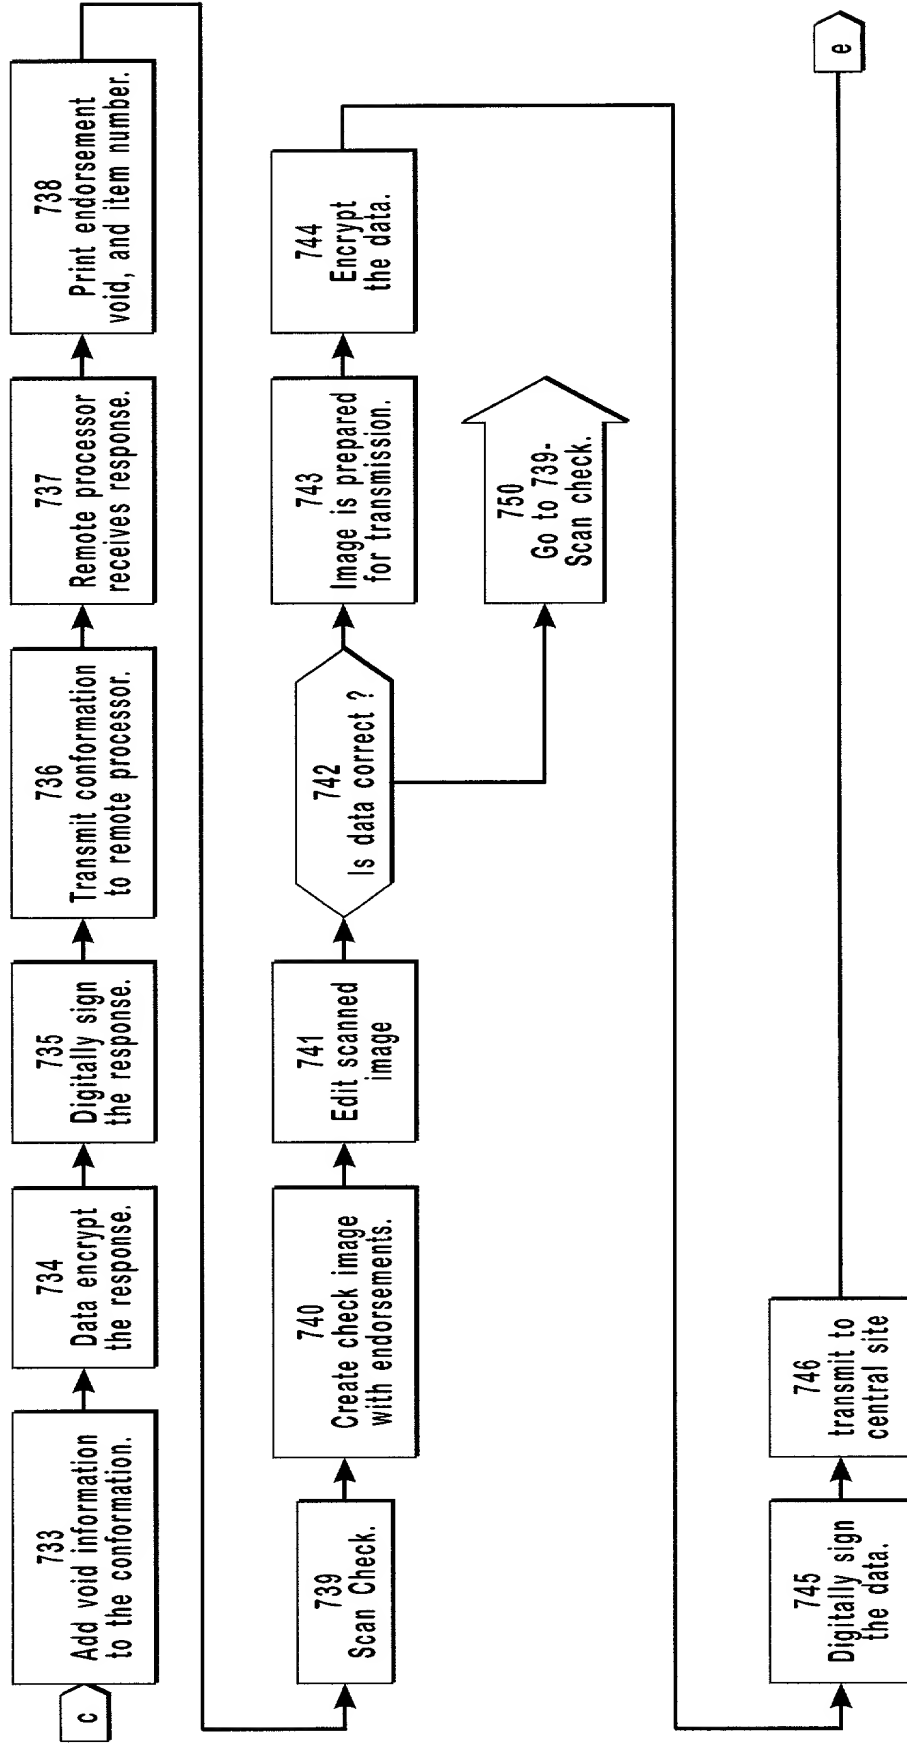 c
733
Add void information
to the conformation.
734
Data encrypt
the response.
735
Digitally sign
the response.
736
Transmit conformation
to remote processor.
737
Remote processor
receives response.
738
Print endorsement
void, and item number.
739
Scan Check.
740
Create check image
with endorsements.
741
Edit scanned
image
742
Is data correct ?
743
Image is prepared
for transmission.
744
Encrypt
the data.
750
Go to 739-
Scan check.
745
Digitally sign
the data.
746
transmit to
central site
e